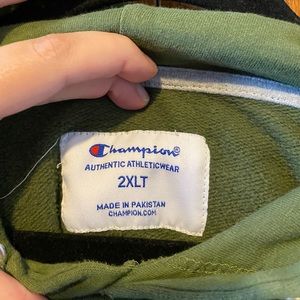 Champion®
AUTHENTIC ATHLETICWEAR
2XLT
MADE IN PAKISTAN
CHAMPION.COM